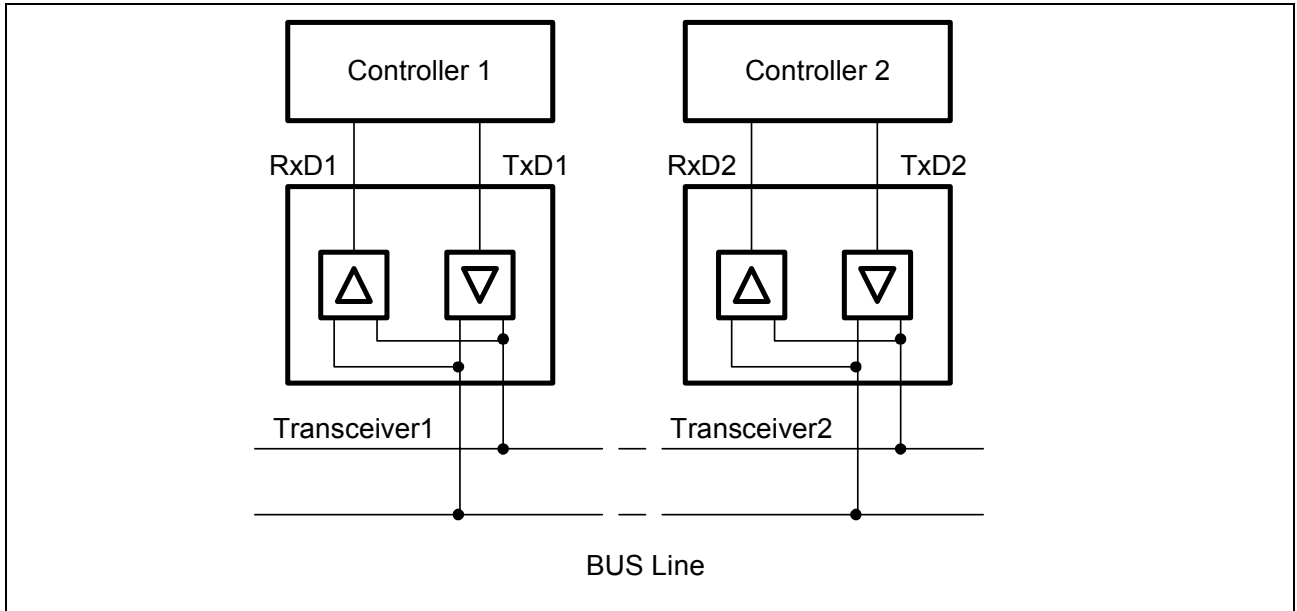 Controller 1
Controller 2
RxD1
TxD1
RxD2
TxD2
Transceiver1
Transceiver2
BUS Line